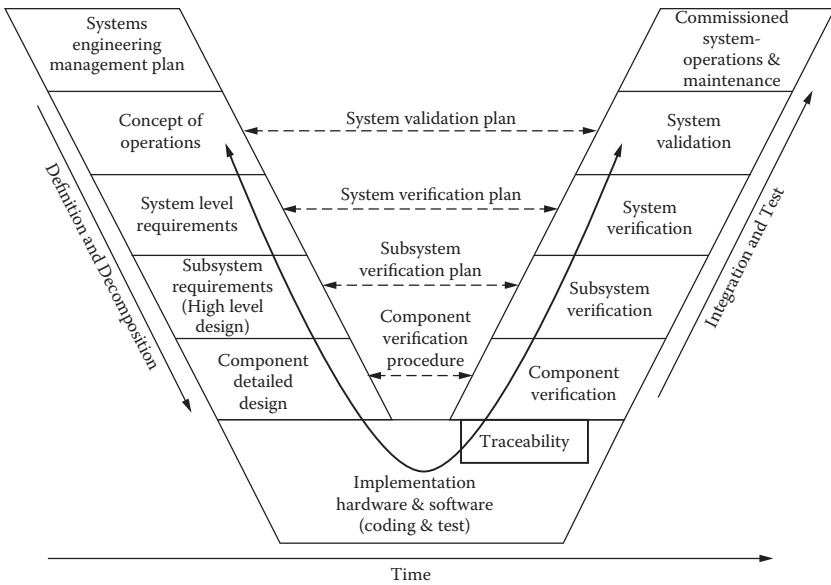 Systems
engineering
management plan
Commissioned
system-
operations &
maintenance
Concept of
operations
System validation plan
System
validation
System level
requirements
System verification plan
System
verification
Subsystem
requirements
(High level
design)
Subsystem
verification plan
Subsystem
verification
Component
detailed
design
Component
verification
procedure
Component
verification
Definition and Decomposition
Integration and Test
Traceability
Implementation
hardware & software
(coding & test)
Time